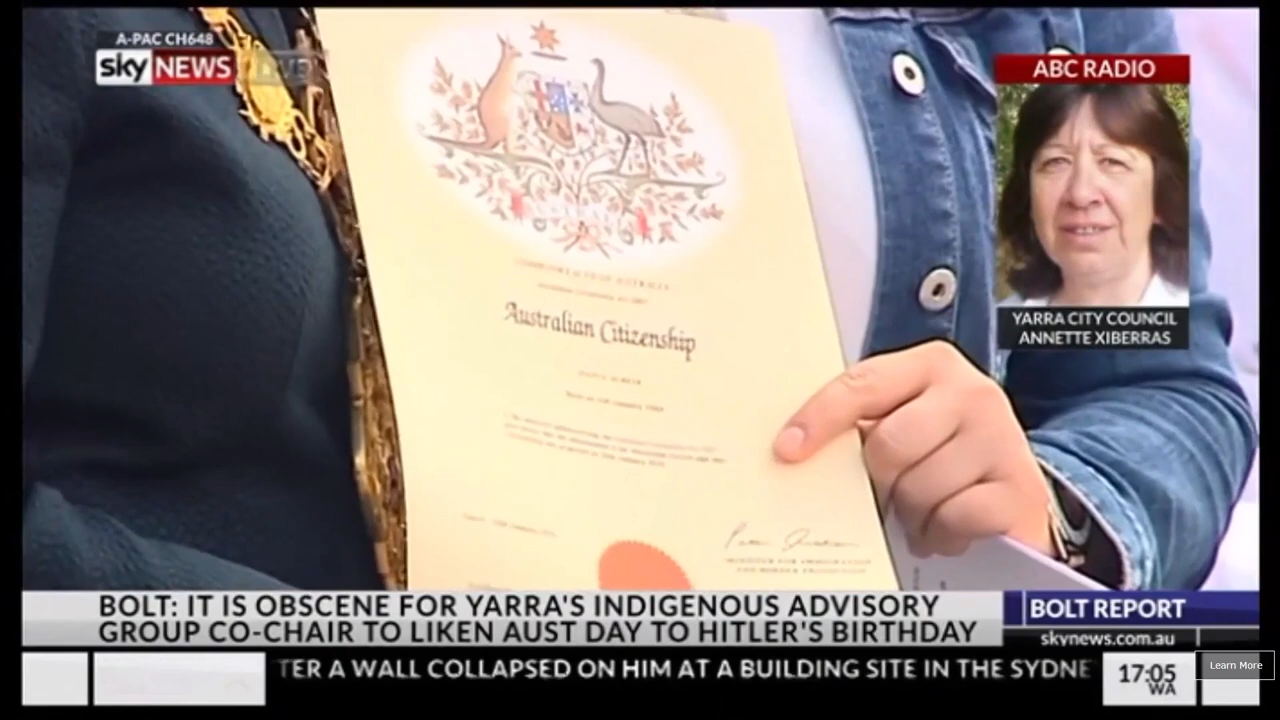 A-PAC CH648
sky NEWS LIVE
ABC RADIO
YARRA CITY COUNCIL
ANNETTE XIBERRAS
Australian Citizenship
BOLT: IT IS OBSCENE FOR YARRA'S INDIGENOUS ADVISORY
GROUP CO-CHAIR TO LIKEN AUST DAY TO HITLER'S BIRTHDAY
BOLT REPORT
skynews.com.au
TER A WALL COLLAPSED ON HIM AT A BUILDING SITE IN THE SYDNE
17:05
WA
Learn More